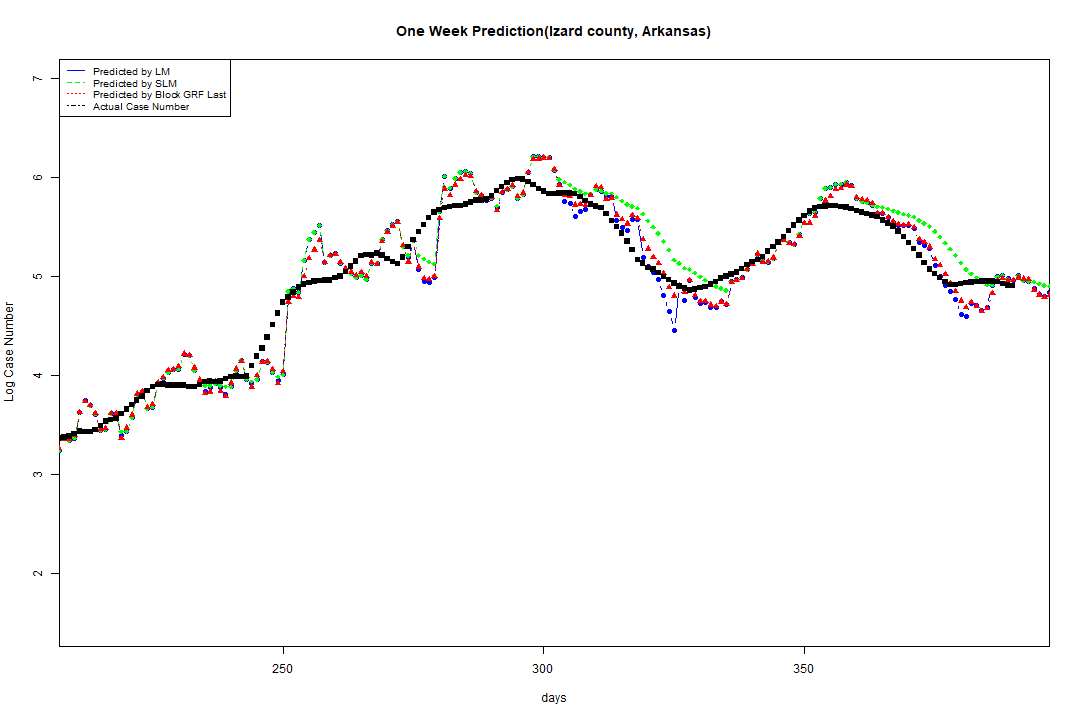 One Week Prediction(Izard county, Arkansas)
Predicted by LM
Predicted by SLM
Predicted by Block GRF Last
Actual Case Number
7
6
5
4
3
2
Log Case Number
250
300
350
days